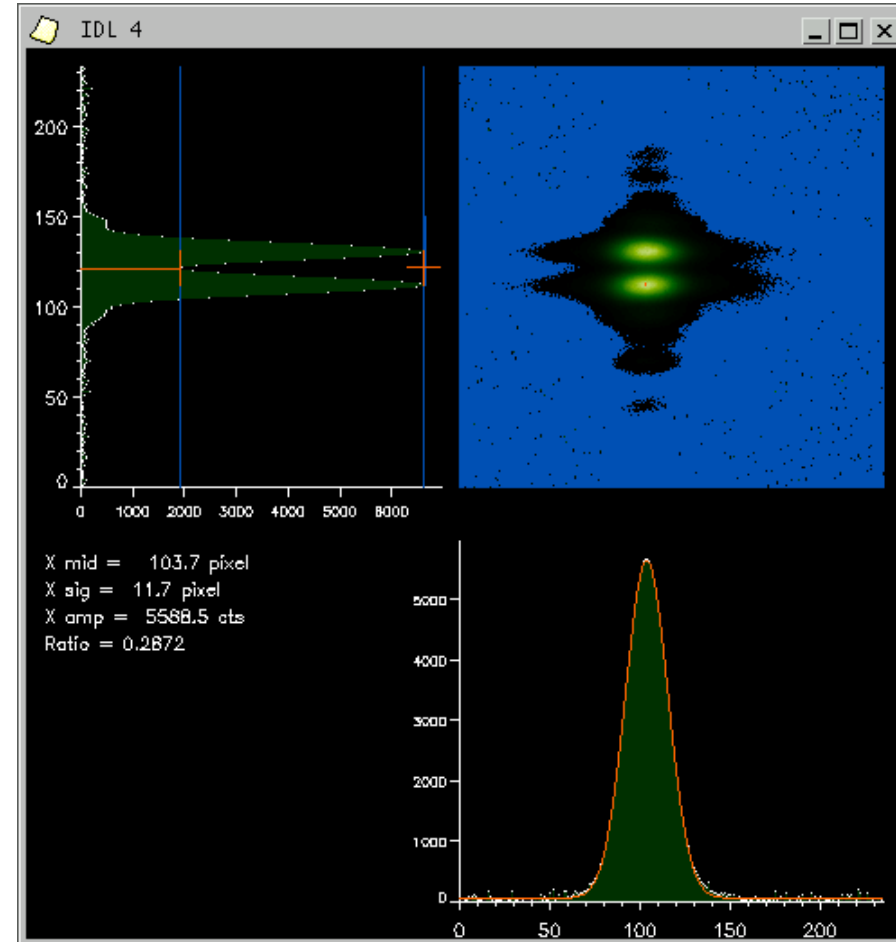 IDL 4
200
150
100
50
0
0 1000 2000 3000 4000 5000 6000
X mid = 103.7 pixel
X sig = 11.7 pixel
X amp = 5568.5 cts
Ratio = 0.2672
5000
4000
3000
2000
1000
0
0 50 100 150 200